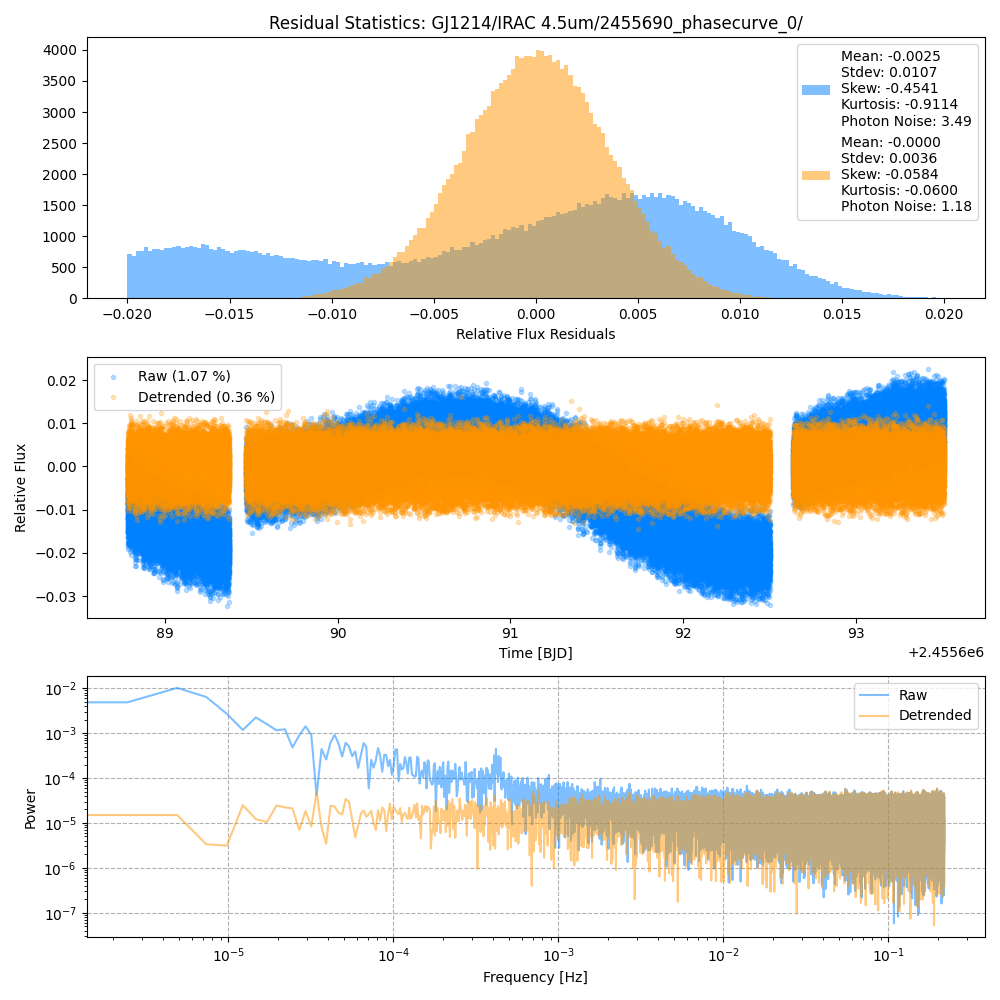 Residual Statistics: GJ1214/IRAC 4.5um/2455690_phasecurve_0/
4000
3500
3000
2500
2000
1500
1000
500
0
Mean: -0.0025
Stdev: 0.0107
Skew: -0.4541
Kurtosis: -0.9114
Photon Noise: 3.49
Mean: -0.0000
Stdev: 0.0036
Skew: -0.0584
Kurtosis: -0.0600
Photon Noise: 1.18
−0.020 −0.015 −0.010 −0.005 0.000 0.005 0.010 0.015 0.020
Relative Flux Residuals
Relative Flux
0.02
0.01
0.00
−0.01
−0.02
−0.03
Raw (1.07 %)
Detrended (0.36 %)
89 90 91 92 93
Time [BJD]
+2.4556e6
Power
10⁻²
10⁻³
10⁻⁴
10⁻⁵
10⁻⁶
10⁻⁷
Raw
Detrended
10⁻⁵ 10⁻⁴ 10⁻³ 10⁻² 10⁻¹
Frequency [Hz]